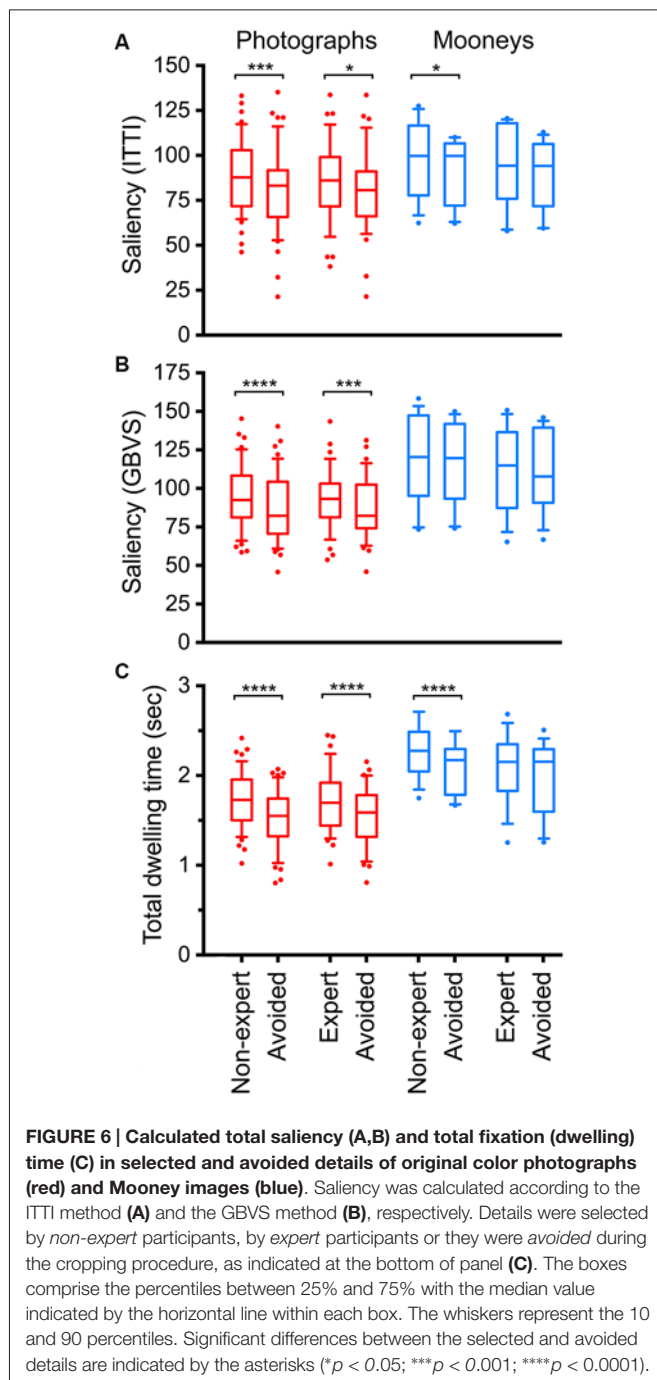 A
Photographs Mooneys
*** * *
150
125
100
75
50
25
0
Saliency (ITTI)
B
**** ***
175
150
125
100
75
50
25
0
Saliency (GBVS)
C
**** **** ****
3
2
1
0
Total dwelling time (sec)
Non-expert
Avoided
Expert
Avoided
Non-expert
Avoided
Expert
Avoided
FIGURE 6 | Calculated total saliency (A,B) and total fixation (dwelling)
time (C) in selected and avoided details of original color photographs
(red) and Mooney images (blue). Saliency was calculated according to the
ITTI method (A) and the GBVS method (B), respectively. Details were selected
by non-expert participants, by expert participants or they were avoided during
the cropping procedure, as indicated at the bottom of panel (C). The boxes
comprise the percentiles between 25% and 75% with the median value
indicated by the horizontal line within each box. The whiskers represent the 10
and 90 percentiles. Significant differences between the selected and avoided
details are indicated by the asterisks (*p < 0.05; ***p < 0.001; ****p < 0.0001).